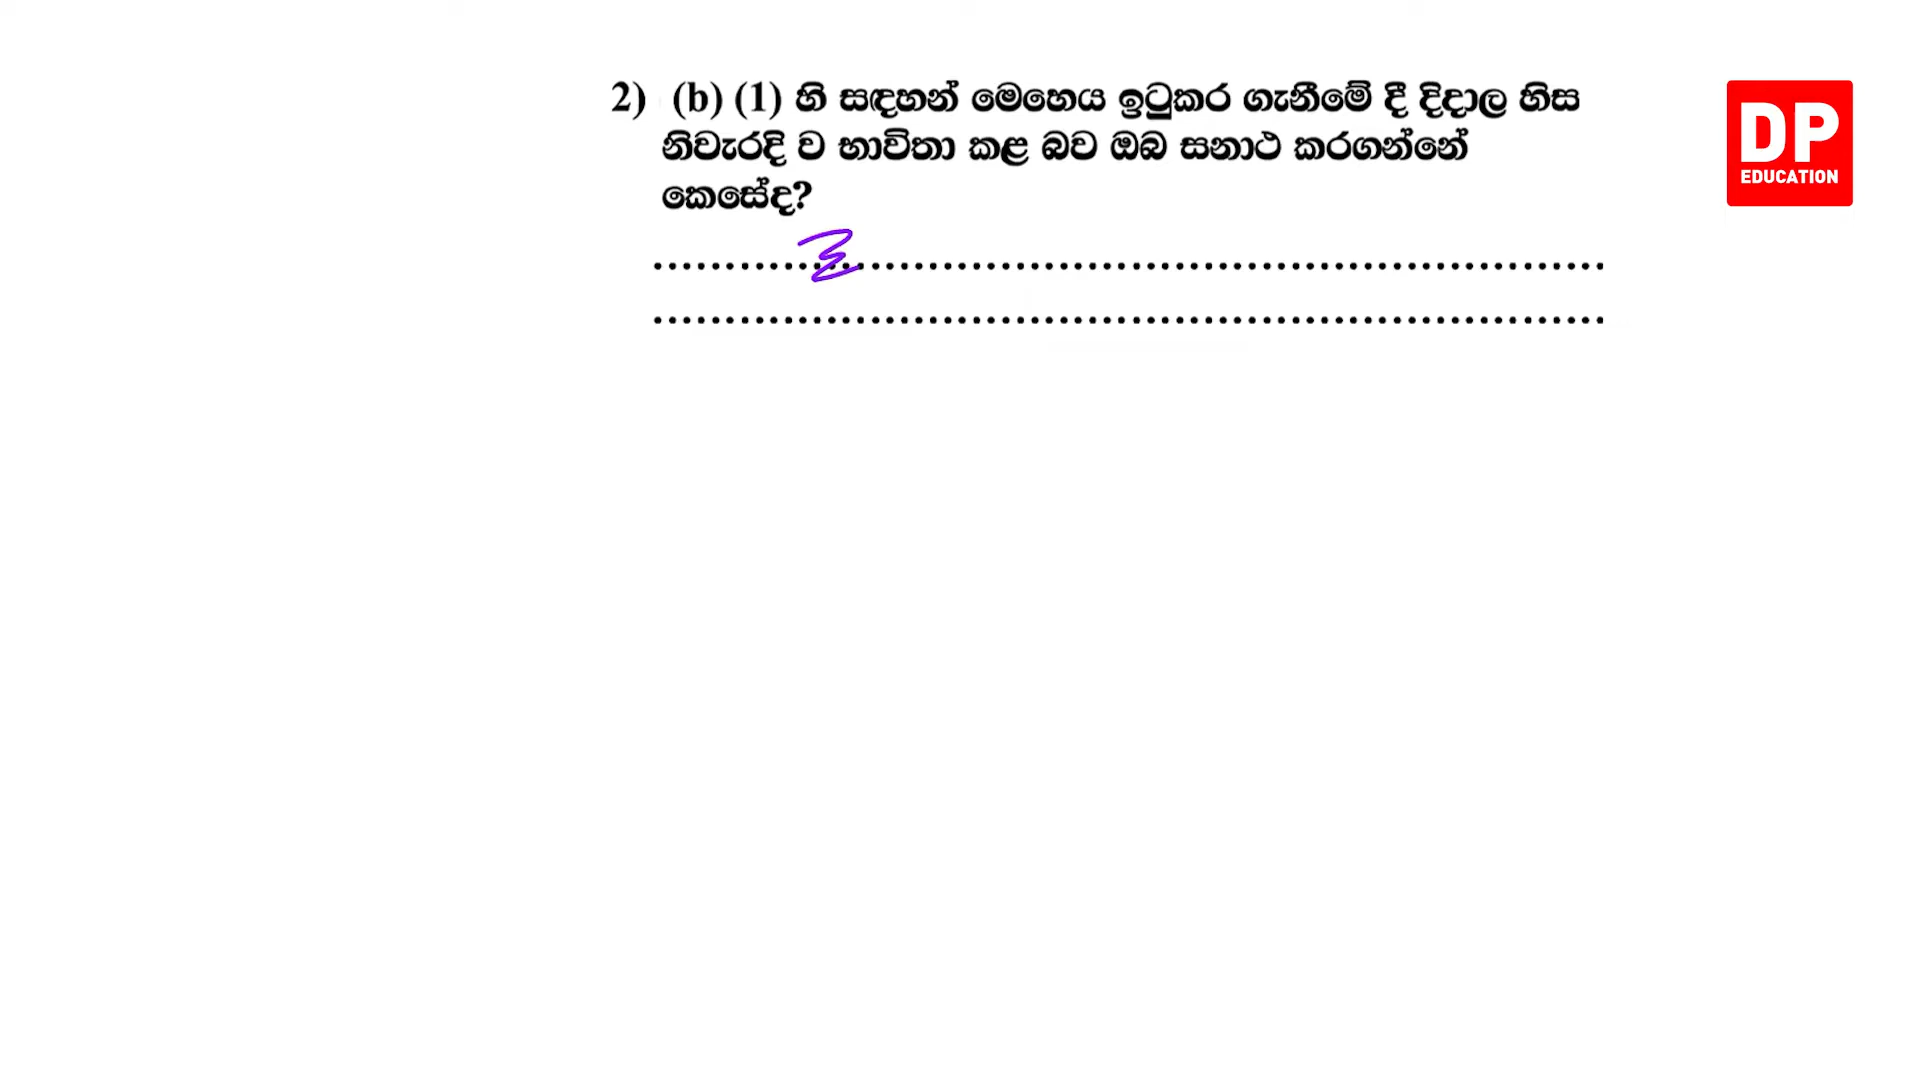 2) (b) (1) හි සඳහන් මෙහෙය ඉටුකර ගැනීමේ දී දිදාල හිස
නිවැරදි ව භාවිතා කළ බව ඔබ සනාථ කරගන්නේ
කෙසේද?
DP
EDUCATION